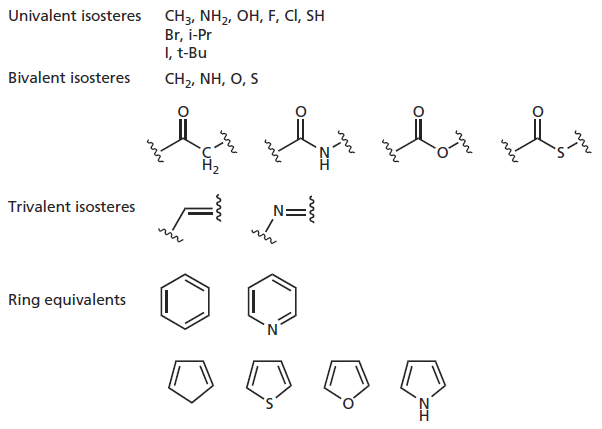 Univalent isosteres CH₃, NH₂, OH, F, Cl, SH
Br, i-Pr
I, t-Bu
Bivalent isosteres CH₂, NH, O, S
O O O O
C H₂ N H O S
Trivalent isosteres N
Ring equivalents
N
S O N
H